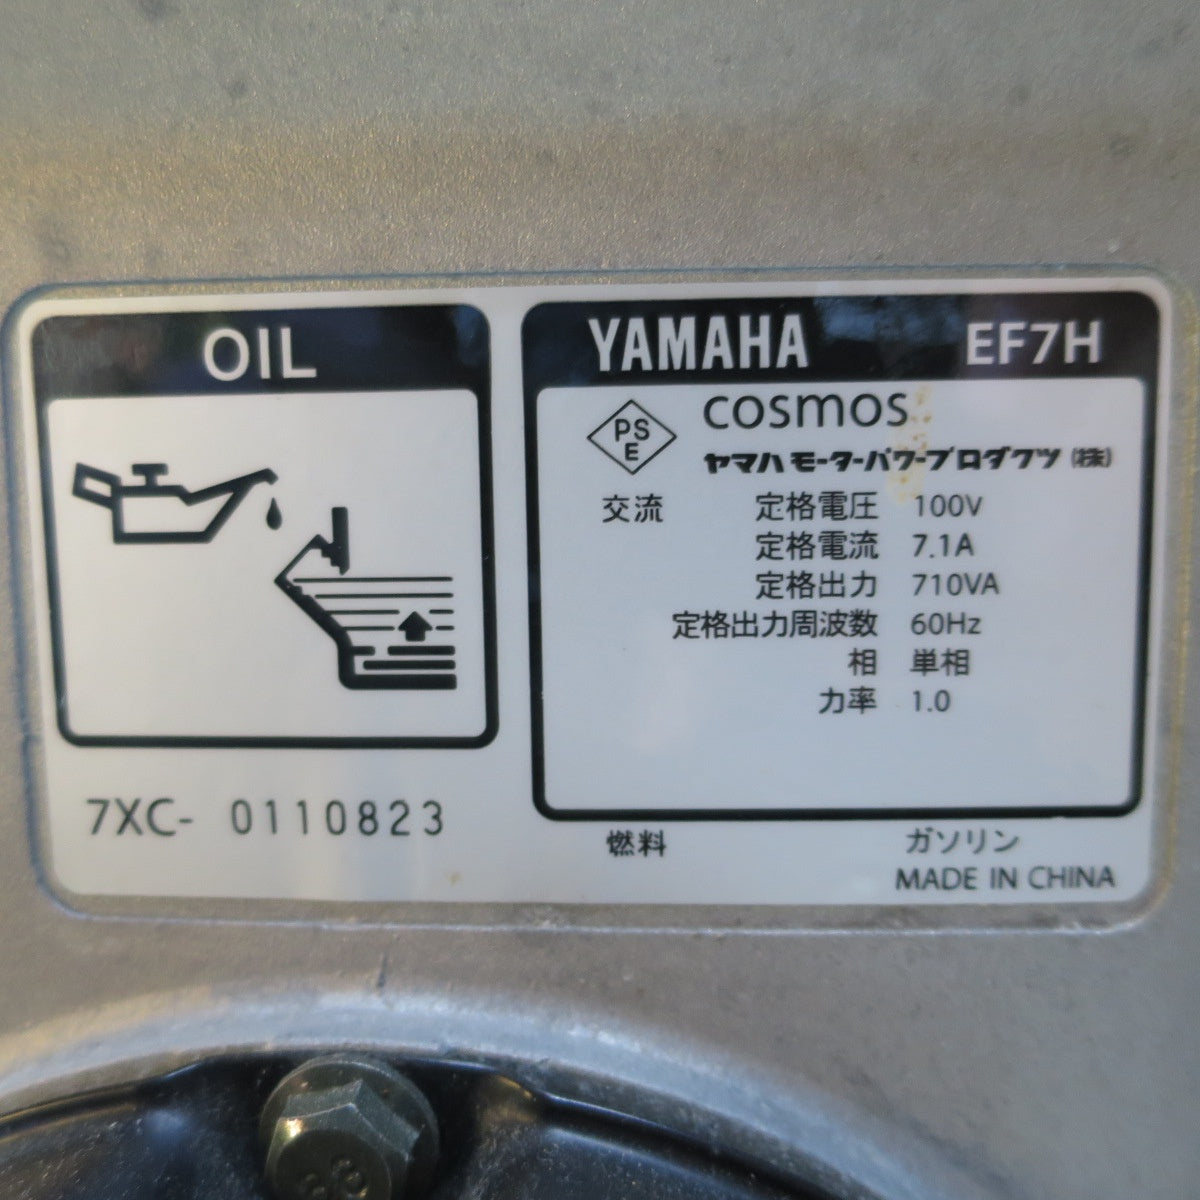 OIL
7XC- 0110823
YAMAHA EF7H
PSE
cosmos
ヤマハモーターパワープロダクツ(株)
交流 定格電圧 100V
定格電流 7.1A
定格出力 710VA
定格出力周波数 60Hz
相 単相
力率 1.0
燃料 ガソリン
MADE IN CHINA